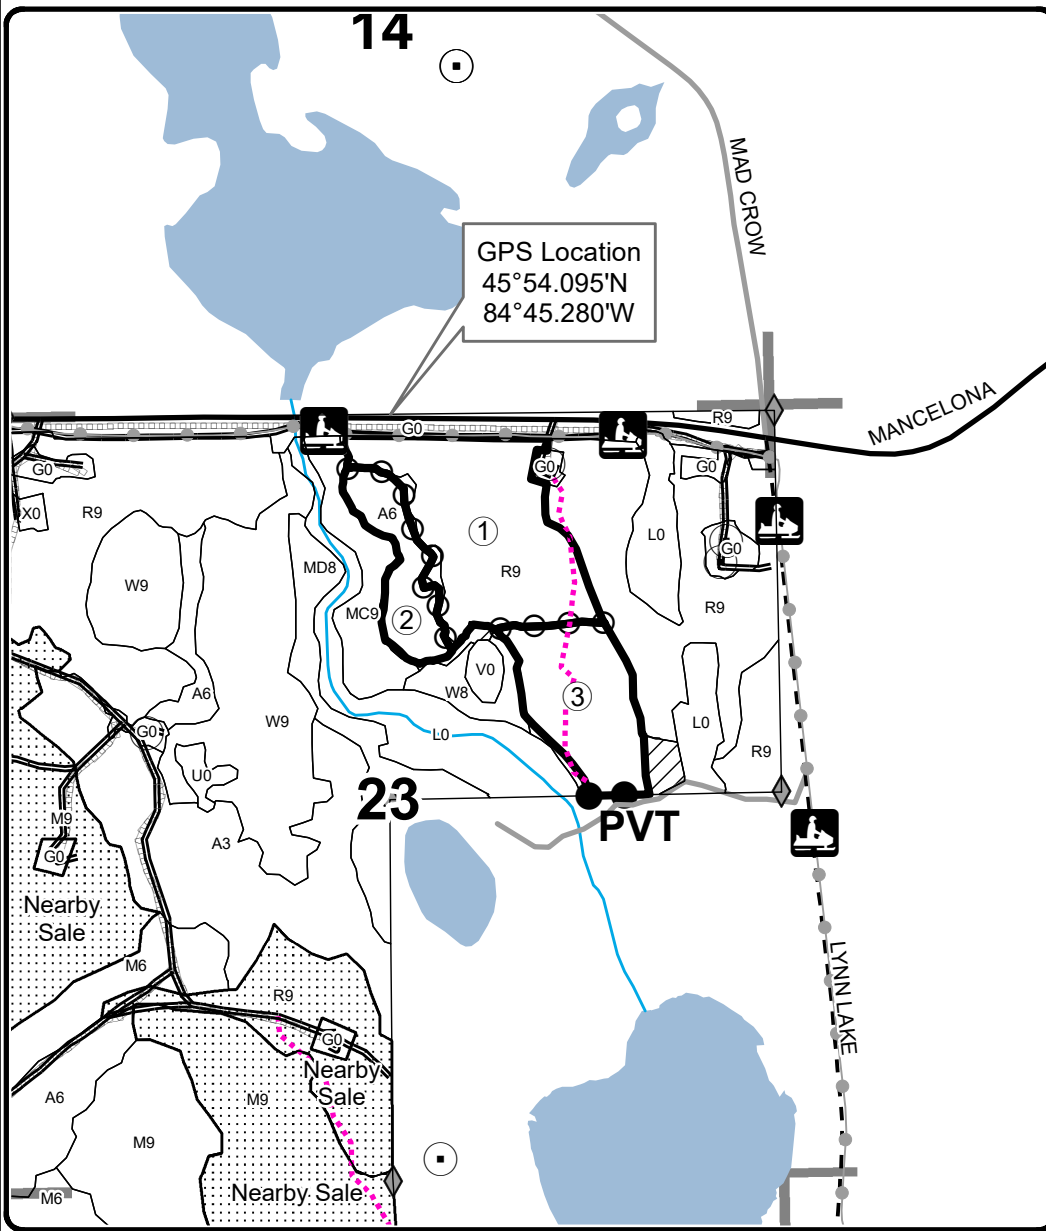 14
MAD CROW
GPS Location
45°54.095'N
84°45.280'W
R9
MANCELONA
G0
G0
G0
G0
X0
R9
A6
1
L0
G0
W9
MD8
R9
MC9
2
R9
V0
W8
A6
3
W9
G0
L0
L0
R9
U0
23
PVT
M9
A3
G0
Nearby
Sale
LYNN LAKE
M6
R9
G0
Nearby
Sale
A6
M9
M9
Nearby Sale
M6